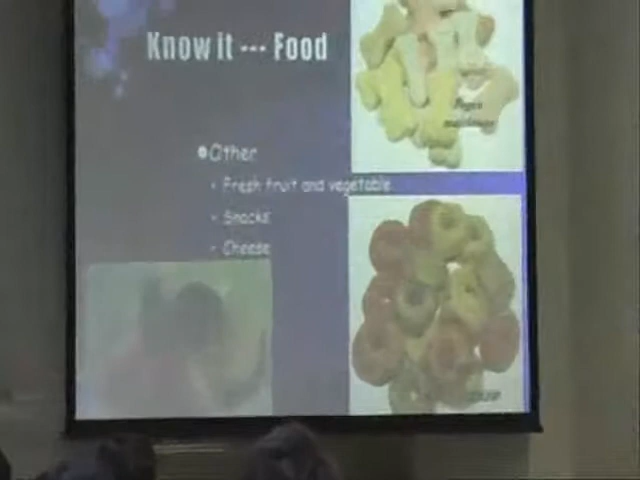 Know it --- Food
Other
Fresh fruit and vegetable
Snacks
Cheese